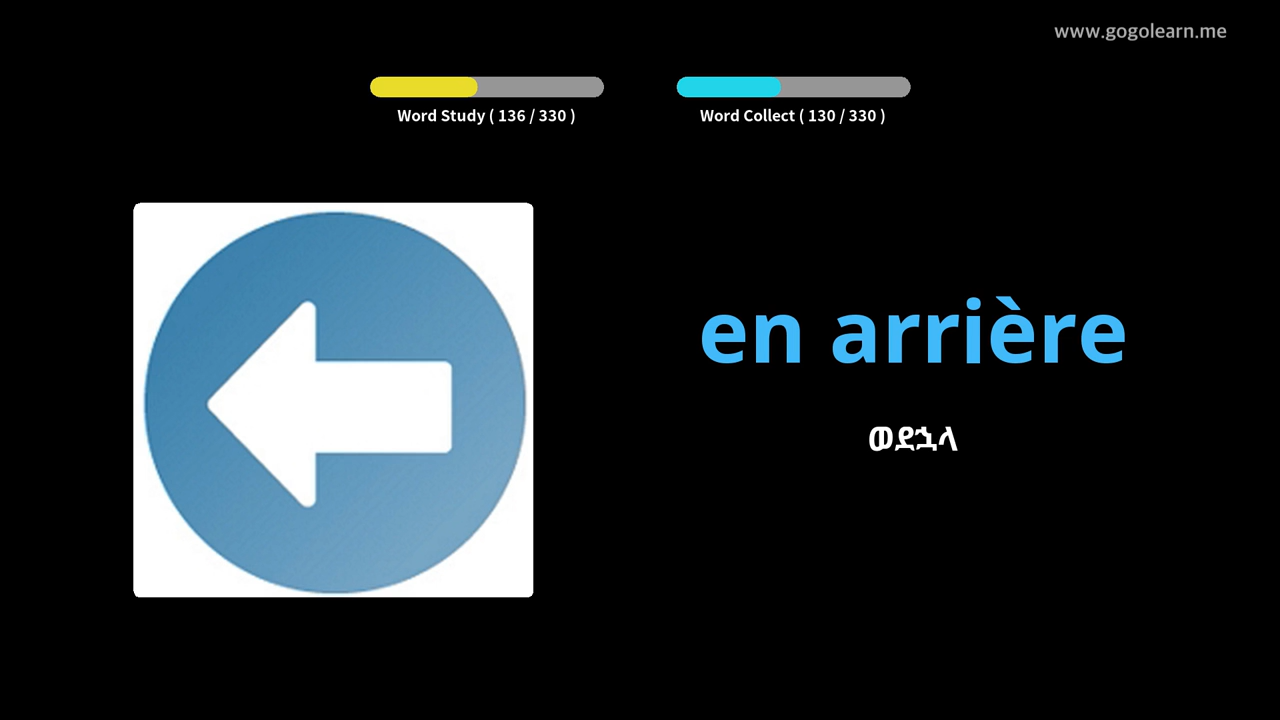 www.gogolearn.me
Word Study ( 136 / 330 )
Word Collect ( 130 / 330 )
en arrière
ወደኋላ